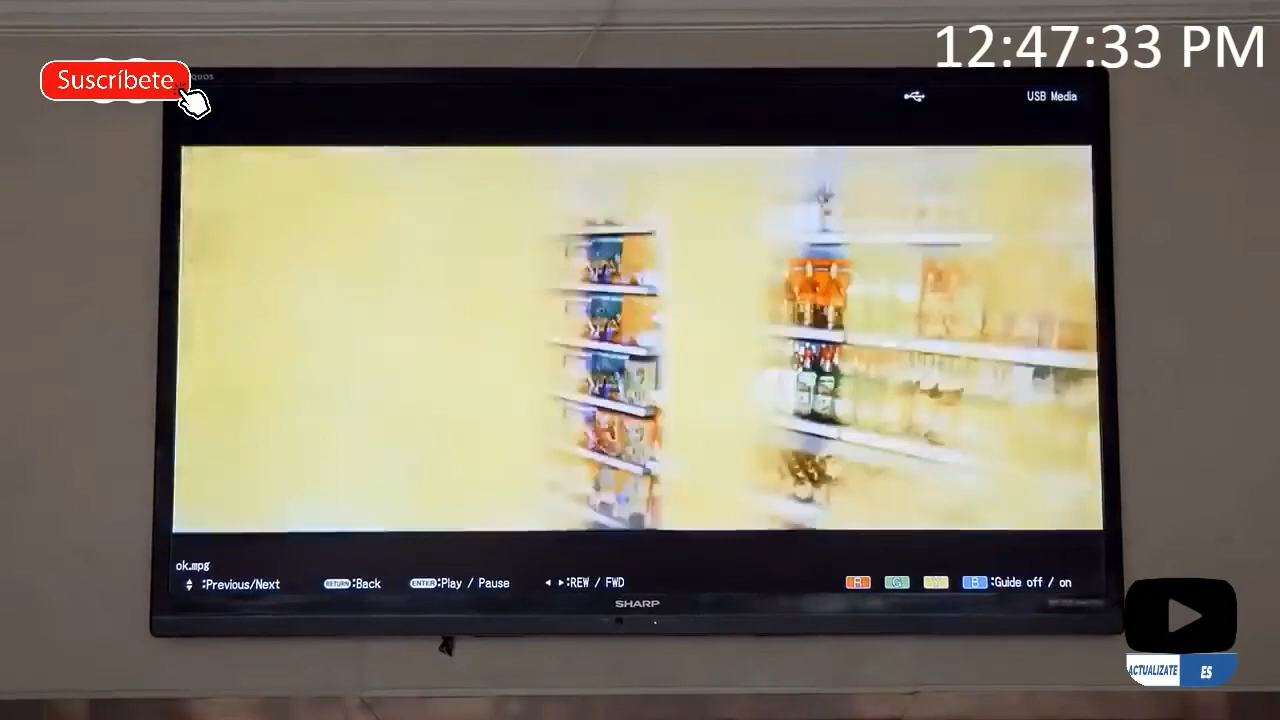 12:47:33 PM
Suscríbete
USB Media
ok.mpg
:Previous/Next
RETURN :Back
ENTER :Play / Pause
:REW / FWD
R G Y B :Guide off / on
SHARP
ACTUALIZATE ES